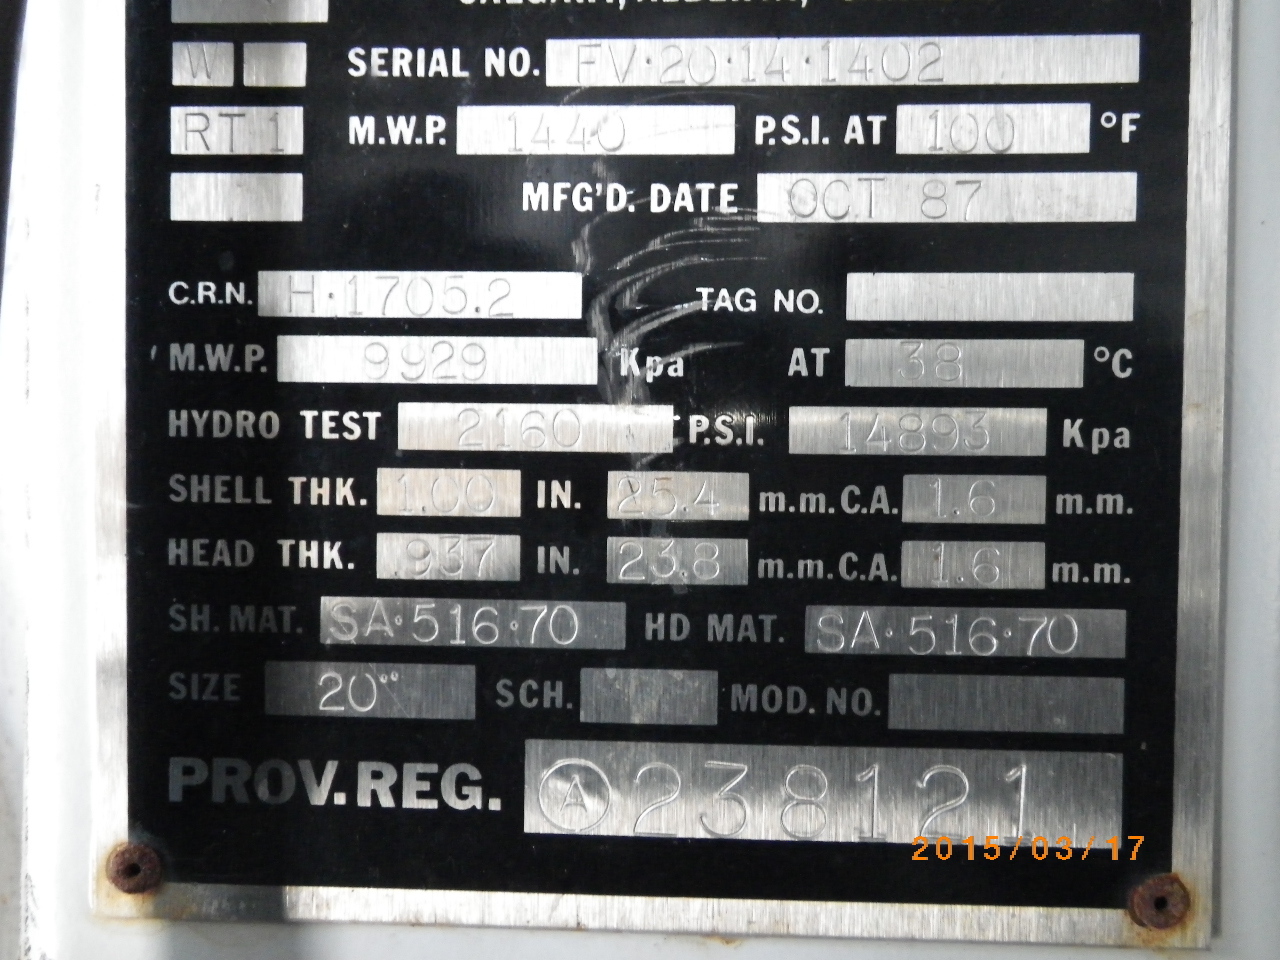 CALGARY, ALBERTA,
W SERIAL NO. FV·20·14·1402
RT 1 M.W.P. 1440 P.S.I. AT 100 °F
MFG'D. DATE OCT 87
C.R.N. H·1705.2 TAG NO.
M.W.P. 9929 Kpa AT 38 °C
HYDRO TEST 2160 P.S.I. 14893 Kpa
SHELL THK. 1.00 IN. 25.4 m.m. C.A. 1.6 m.m.
HEAD THK. .937 IN. 23.8 m.m. C.A. 1.6 m.m.
SH. MAT. SA·516·70 HD MAT. SA·516·70
SIZE 20" SCH. MOD. NO.
PROV. REG. A 238121
2015/03/17